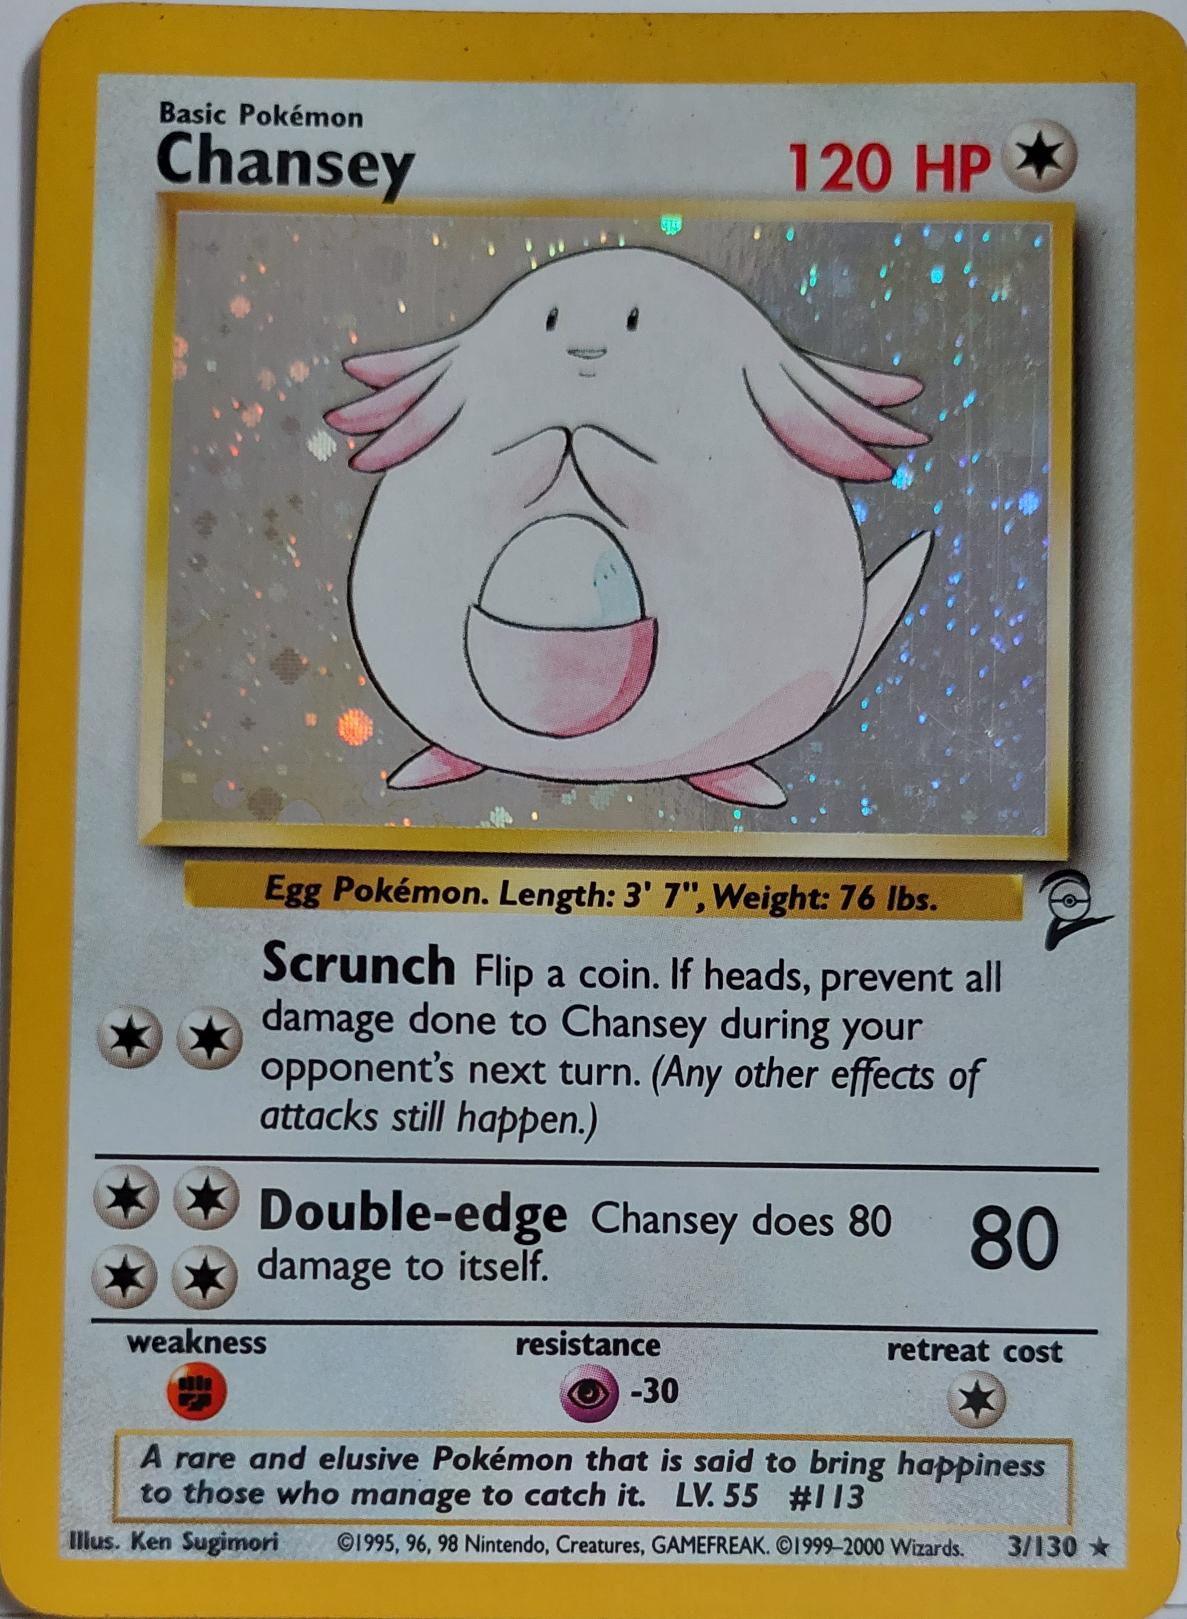 Basic Pokémon
Chansey
120 HP
Egg Pokémon. Length: 3' 7", Weight: 76 lbs.
Scrunch Flip a coin. If heads, prevent all
damage done to Chansey during your
opponent's next turn. (Any other effects of
attacks still happen.)
Double-edge Chansey does 80
damage to itself.
80
weakness
resistance
retreat cost
-30
A rare and elusive Pokémon that is said to bring happiness
to those who manage to catch it. LV. 55 #113
Illus. Ken Sugimori ©1995, 96, 98 Nintendo, Creatures, GAMEFREAK. ©1999–2000 Wizards. 3/130 ★